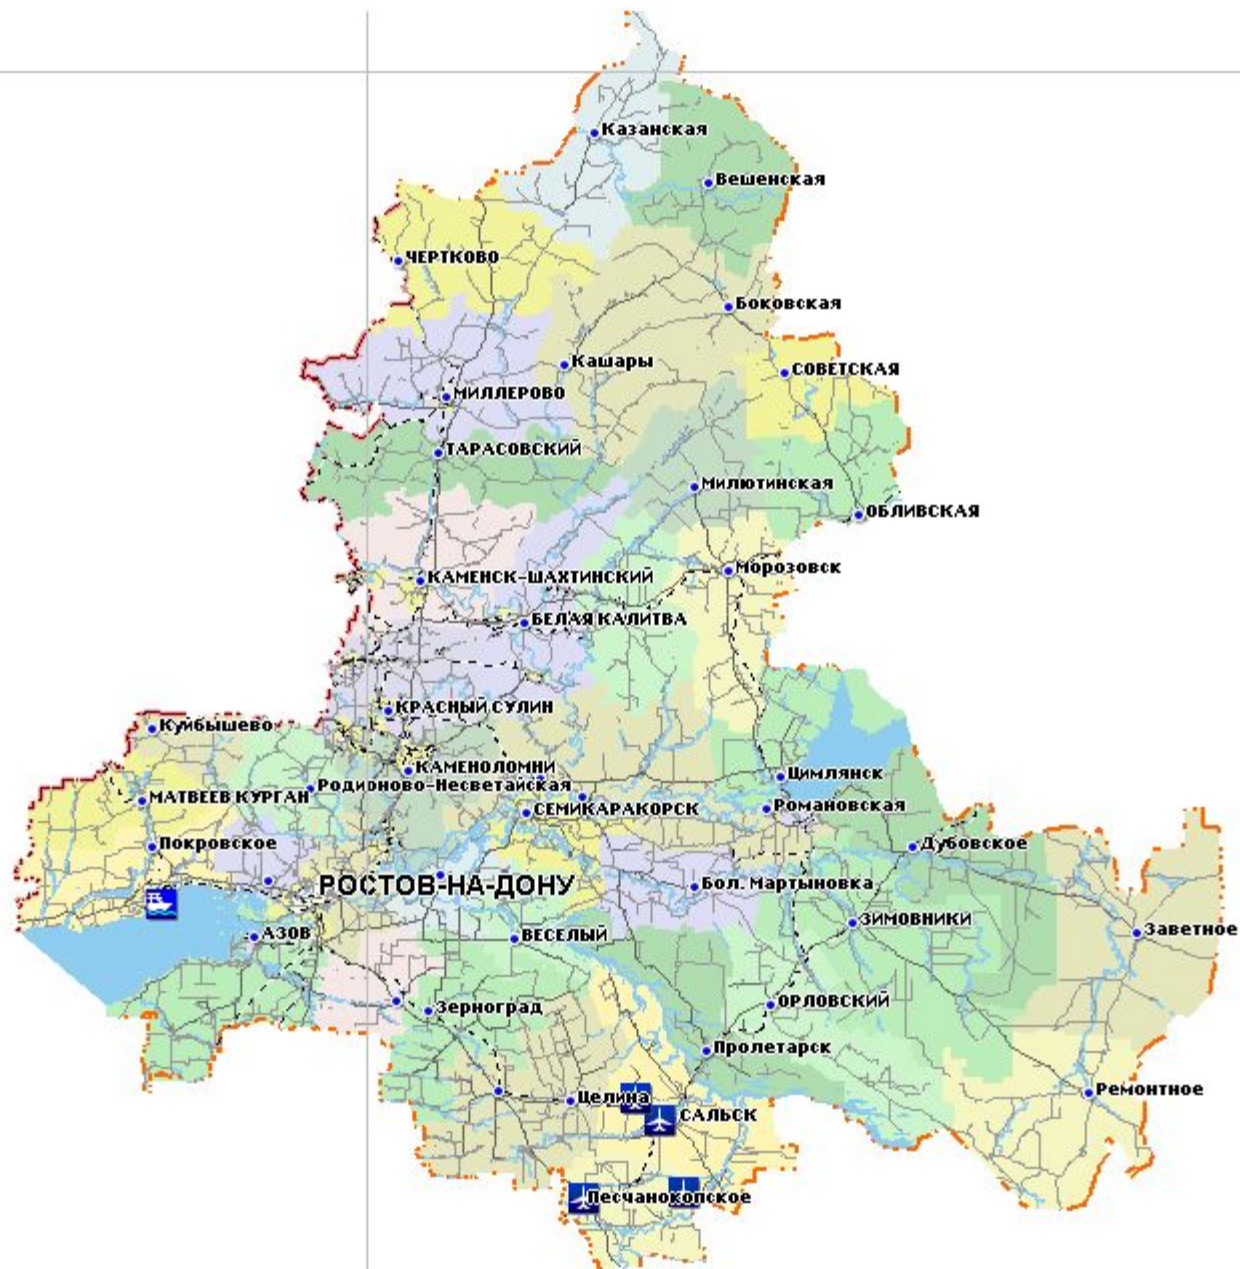 Казанская
Вешенская
ЧЕРТКОВО
Боковская
Кашары
СОВЕТСКАЯ
МИЛЛЕРОВО
ТАРАСОВСКИЙ
Милютинская
ОБЛИВСКАЯ
Морозовск
КАМЕНСК-ШАХТИНСКИЙ
БЕЛАЯ КАЛИТВА
КРАСНЫЙ СУЛИН
Куйбышево
КАМЕНОЛОМНИ
Цимлянск
Родионово-Несветайская
МАТВЕЕВ КУРГАН
СЕМИКАРАКОРСК
Романовская
Покровское
Дубовское
РОСТОВ-НА-ДОНУ
Бол. Мартыновка
ЗИМОВНИКИ
Заветное
АЗОВ
ВЕСЕЛЫЙ
ОРЛОВСКИЙ
Зерноград
Пролетарск
Ремонтное
Целина
САЛЬСК
Песчанокопское